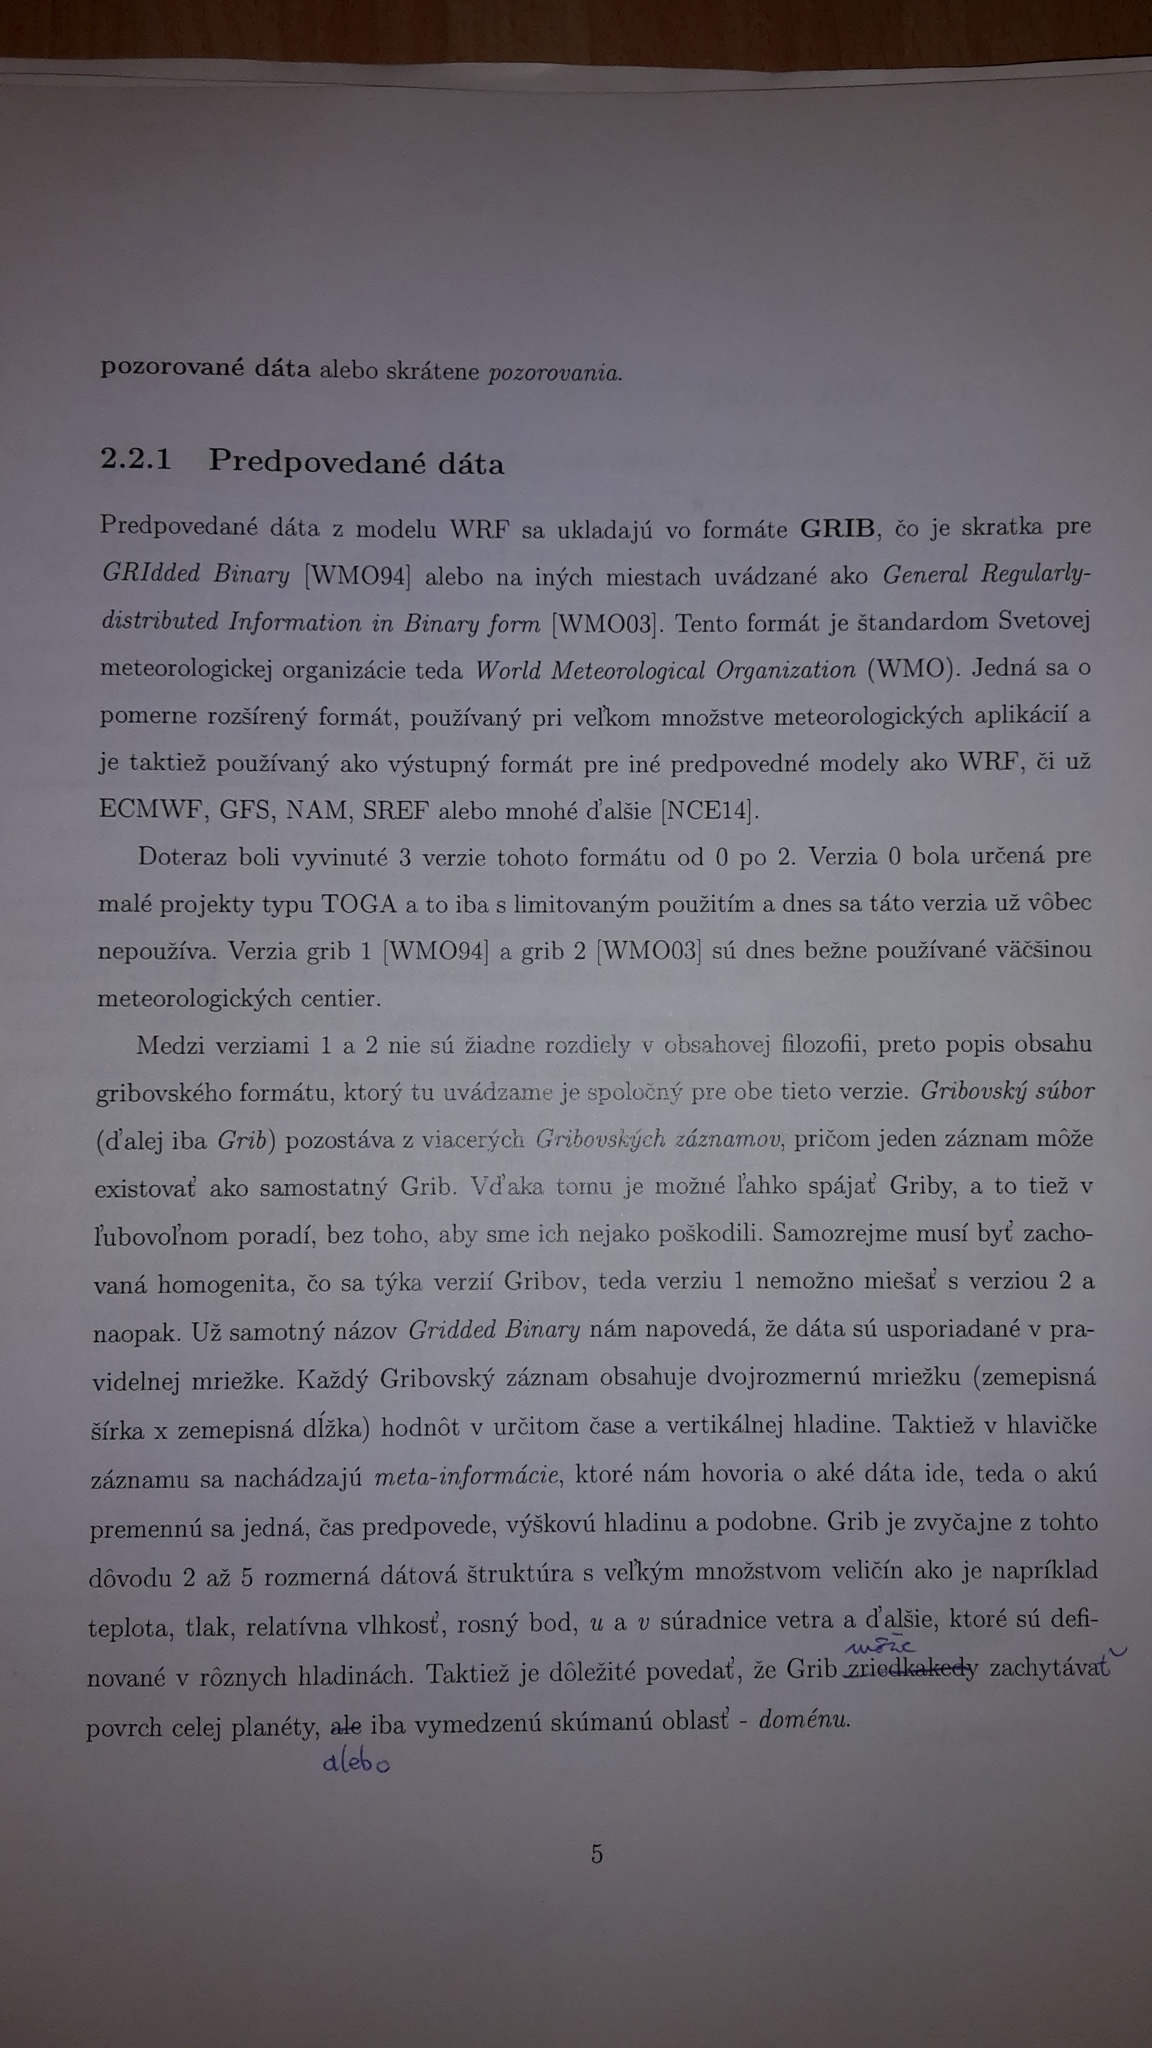 pozorované dáta alebo skrátene pozorovania.
2.2.1 Predpovedané dáta
Predpovedané dáta z modelu WRF sa ukladajú vo formáte GRIB, čo je skratka pre
GRIdded Binary [WMO94] alebo na iných miestach uvádzané ako General Regularly-
distributed Information in Binary form [WMO03]. Tento formát je štandardom Svetovej
meteorologickej organizácie teda World Meteorological Organization (WMO). Jedná sa o
pomerne rozšírený formát, používaný pri veľkom množstve meteorologických aplikácií a
je taktiež používaný ako výstupný formát pre iné predpovedné modely ako WRF, či už
ECMWF, GFS, NAM, SREF alebo mnohé ďalšie [NCE14].
Doteraz boli vyvinuté 3 verzie tohoto formátu od 0 po 2. Verzia 0 bola určená pre
malé projekty typu TOGA a to iba s limitovaným použitím a dnes sa táto verzia už vôbec
nepoužíva. Verzia grib 1 [WMO94] a grib 2 [WMO03] sú dnes bežne používané väčšinou
meteorologických centier.
Medzi verziami 1 a 2 nie sú žiadne rozdiely v obsahovej filozofii, preto popis obsahu
gribovského formátu, ktorý tu uvádzame je spoločný pre obe tieto verzie. Gribovský súbor
(ďalej iba Grib) pozostáva z viacerých Gribovských záznamov, pričom jeden záznam môže
existovať ako samostatný Grib. Vďaka tomu je možné ľahko spájať Griby, a to tiež v
ľubovoľnom poradí, bez toho, aby sme ich nejako poškodili. Samozrejme musí byť zacho-
vaná homogenita, čo sa týka verzií Gribov, teda verziu 1 nemožno miešať s verziou 2 a
naopak. Už samotný názov Gridded Binary nám napovedá, že dáta sú usporiadané v pra-
videlnej mriežke. Každý Gribovský záznam obsahuje dvojrozmernú mriežku (zemepisná
šírka x zemepisná dĺžka) hodnôt v určitom čase a vertikálnej hladine. Taktiež v hlavičke
záznamu sa nachádzajú meta-informácie, ktoré nám hovoria o aké dáta ide, teda o akú
premennú sa jedná, čas predpovede, výškovú hladinu a podobne. Grib je zvyčajne z tohto
dôvodu 2 až 5 rozmerná dátová štruktúra s veľkým množstvom veličín ako je napríklad
teplota, tlak, relatívna vlhkosť, rosný bod, u a v súradnice vetra a ďalšie, ktoré sú defi-
môže
nované v rôznych hladinách. Taktiež je dôležité povedať, že Grib zriedkakedy zachytávať
povrch celej planéty, ale iba vymedzenú skúmanú oblasť - doménu.
alebo
5